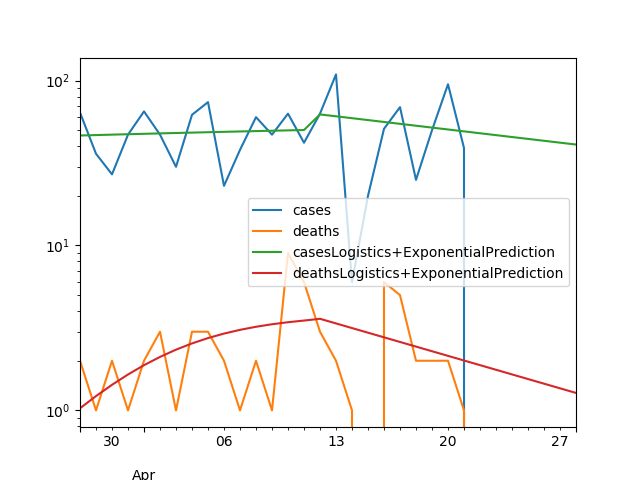 10²
10¹
10⁰
cases
deaths
casesLogistics+ExponentialPrediction
deathsLogistics+ExponentialPrediction
30 06 13 20 27
Apr